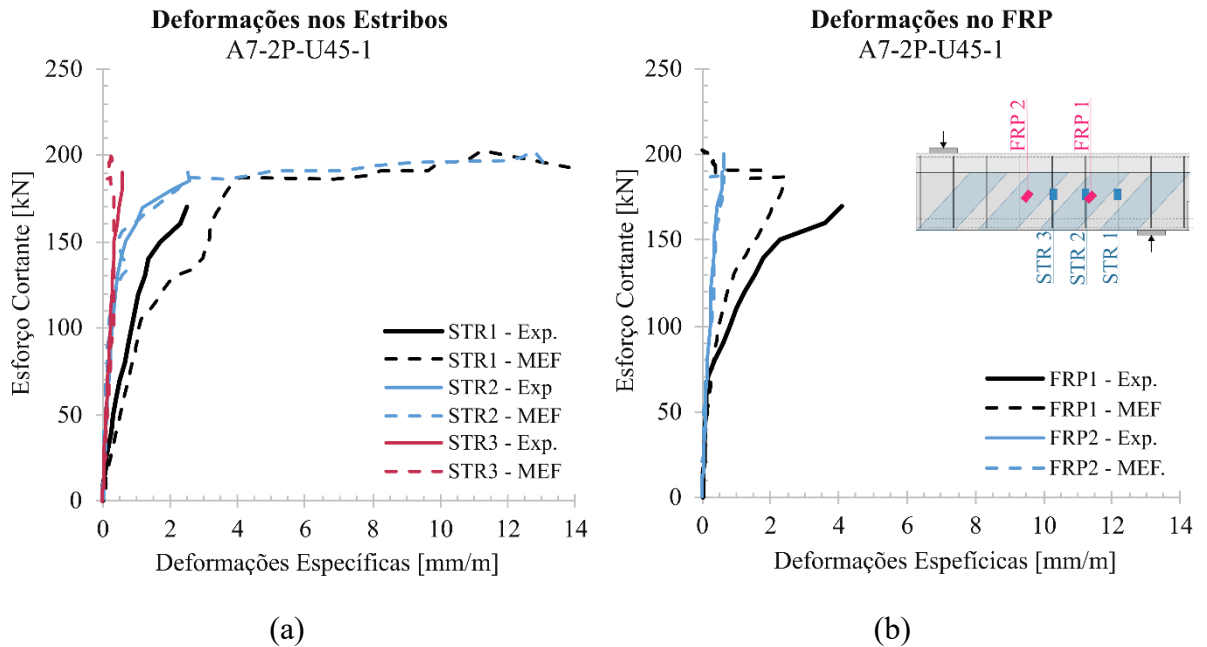 Deformações nos Estribos
A7-2P-U45-1
250
200
150
100
50
0
Esforço Cortante [kN]
STR1 - Exp.
STR1 - MEF
STR2 - Exp
STR2 - MEF
STR3 - Exp.
STR3 - MEF
0 2 4 6 8 10 12 14
Deformações Específicas [mm/m]
(a)
Deformações no FRP
A7-2P-U45-1
250
200
150
100
50
0
Esforço Cortante [kN]
FRP 2
FRP 1
STR 3
STR 2
STR 1
FRP1 - Exp.
FRP1 - MEF
FRP2 - Exp.
FRP2 - MEF.
0 2 4 6 8 10 12 14
Deformações Espefícicas [mm/m]
(b)